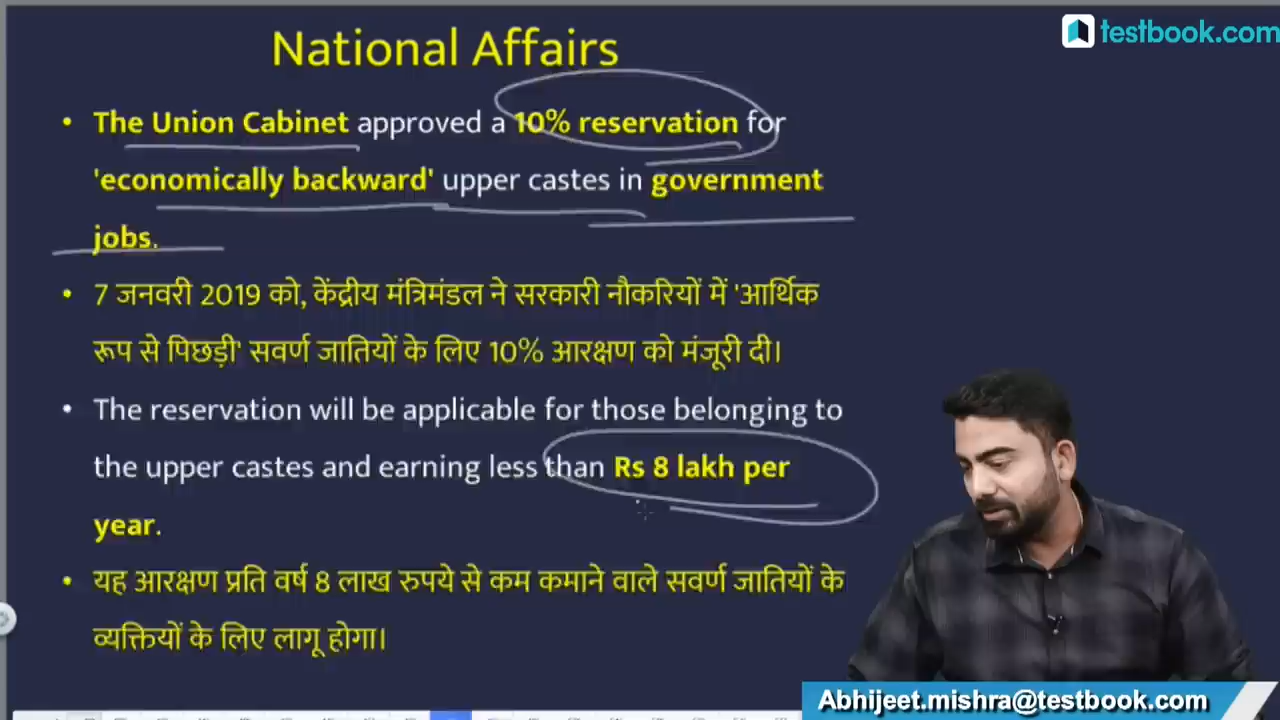 testbook.com
National Affairs
• The Union Cabinet approved a 10% reservation for
'economically backward' upper castes in government
jobs.
• 7 जनवरी 2019 को, केंद्रीय मंत्रिमंडल ने सरकारी नौकरियों में 'आर्थिक
रूप से पिछड़ी' सवर्ण जातियों के लिए 10% आरक्षण को मंजूरी दी।
• The reservation will be applicable for those belonging to
the upper castes and earning less than Rs 8 lakh per
year.
• यह आरक्षण प्रति वर्ष 8 लाख रुपये से कम कमाने वाले सवर्ण जातियों के
व्यक्तियों के लिए लागू होगा।
Abhijeet.mishra@testbook.com